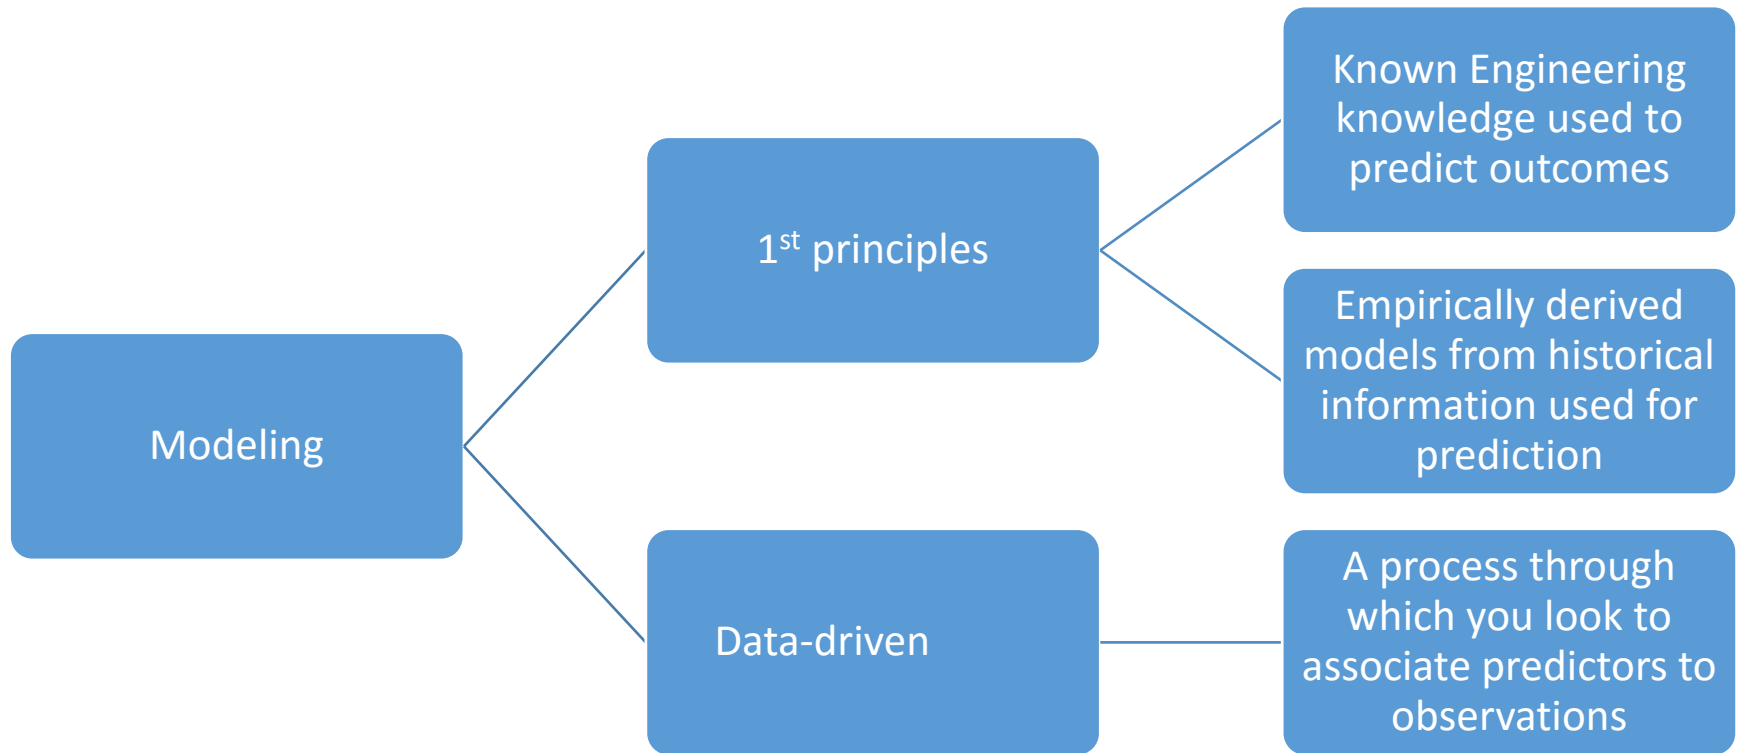 Modeling
1st principles
Known Engineering
knowledge used to
predict outcomes
Empirically derived
models from historical
information used for
prediction
Data-driven
A process through
which you look to
associate predictors to
observations